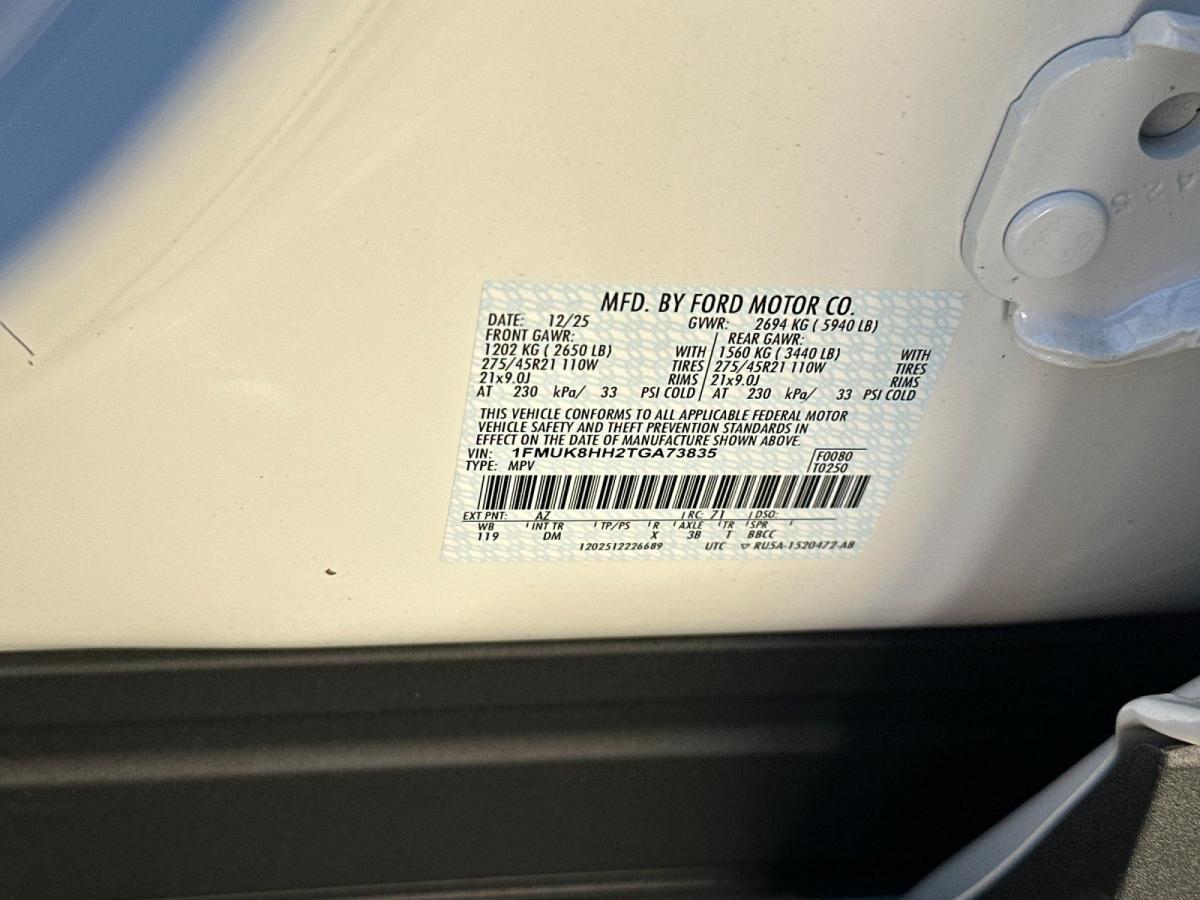 MFD. BY FORD MOTOR CO.
DATE: 12/25 GVWR: 2694 KG ( 5940 LB)
FRONT GAWR: REAR GAWR:
1202 KG ( 2650 LB) WITH 1560 KG ( 3440 LB) WITH
275/45R21 110W TIRES 275/45R21 110W TIRES
21x9.0J RIMS 21x9.0J RIMS
AT 230 kPa/ 33 PSI COLD AT 230 kPa/ 33 PSI COLD
THIS VEHICLE CONFORMS TO ALL APPLICABLE FEDERAL MOTOR
VEHICLE SAFETY AND THEFT PREVENTION STANDARDS IN
EFFECT ON THE DATE OF MANUFACTURE SHOWN ABOVE.
VIN: 1FMUK8HH2TGA73835 F0080
TYPE: MPV T0250
EXT PNT: AZ RC: 71 DSO:
WB INT TR TP/PS R AXLE TR SPR
119 DM X 3B T BBCC
1202512226689 UTC RU5A-1520472-AB